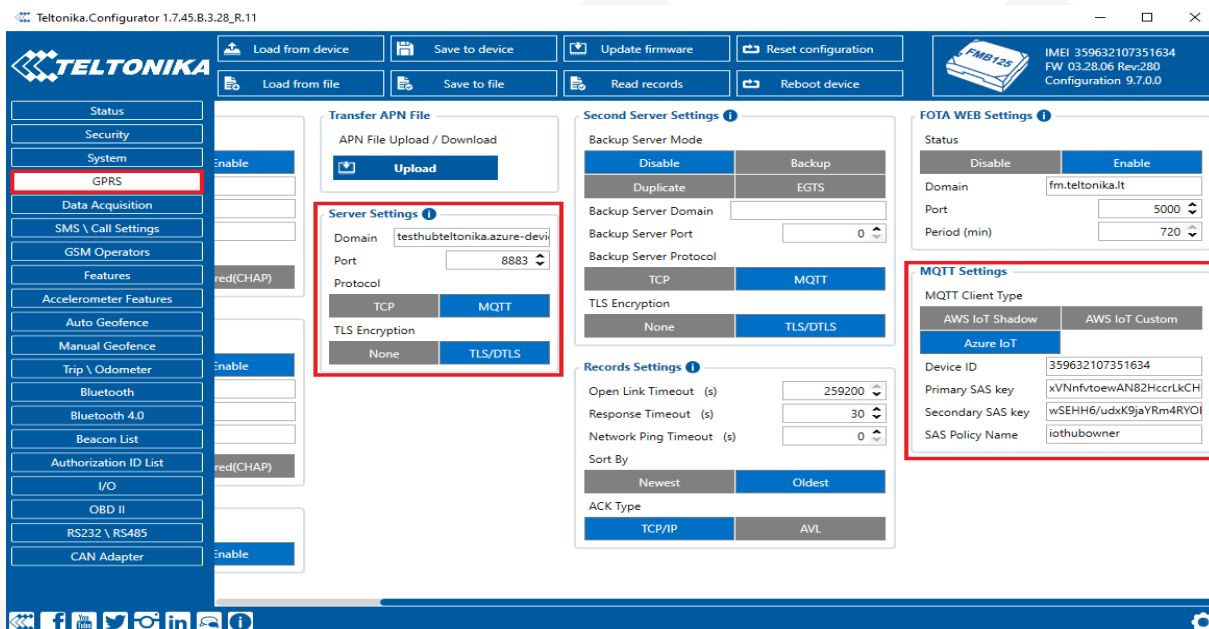 Teltonika.Configurator 1.7.45.B.3.28_R.11
TELTONIKA
Load from device
Save to device
Update firmware
Reset configuration
Load from file
Save to file
Read records
Reboot device
FMB125
IMEI 359632107351634
FW 03.28.06 Rev:280
Configuration 9.7.0.0
Status
Security
System
GPRS
Data Acquisition
SMS \ Call Settings
GSM Operators
Features
Accelerometer Features
Auto Geofence
Manual Geofence
Trip \ Odometer
Bluetooth
Bluetooth 4.0
Beacon List
Authorization ID List
I/O
OBD II
RS232 \ RS485
CAN Adapter
Enable
red(CHAP)
Enable
red(CHAP)
Enable
Transfer APN File
APN File Upload / Download
Upload
Server Settings
Domain testhubteltonika.azure-devi
Port 8883
Protocol
TCP MQTT
TLS Encryption
None TLS/DTLS
Second Server Settings
Backup Server Mode
Disable Backup
Duplicate EGTS
Backup Server Domain
Backup Server Port 0
Backup Server Protocol
TCP MQTT
TLS Encryption
None TLS/DTLS
Records Settings
Open Link Timeout (s) 259200
Response Timeout (s) 30
Network Ping Timeout (s) 0
Sort By
Newest Oldest
ACK Type
TCP/IP AVL
FOTA WEB Settings
Status
Disable Enable
Domain fm.teltonika.lt
Port 5000
Period (min) 720
MQTT Settings
MQTT Client Type
AWS IoT Shadow AWS IoT Custom
Azure IoT
Device ID 359632107351634
Primary SAS key xVNnfvtoewAN82HccrLkCH
Secondary SAS key wSEHH6/udxK9jaYRm4RYO
SAS Policy Name iothubowner
You Tube
in